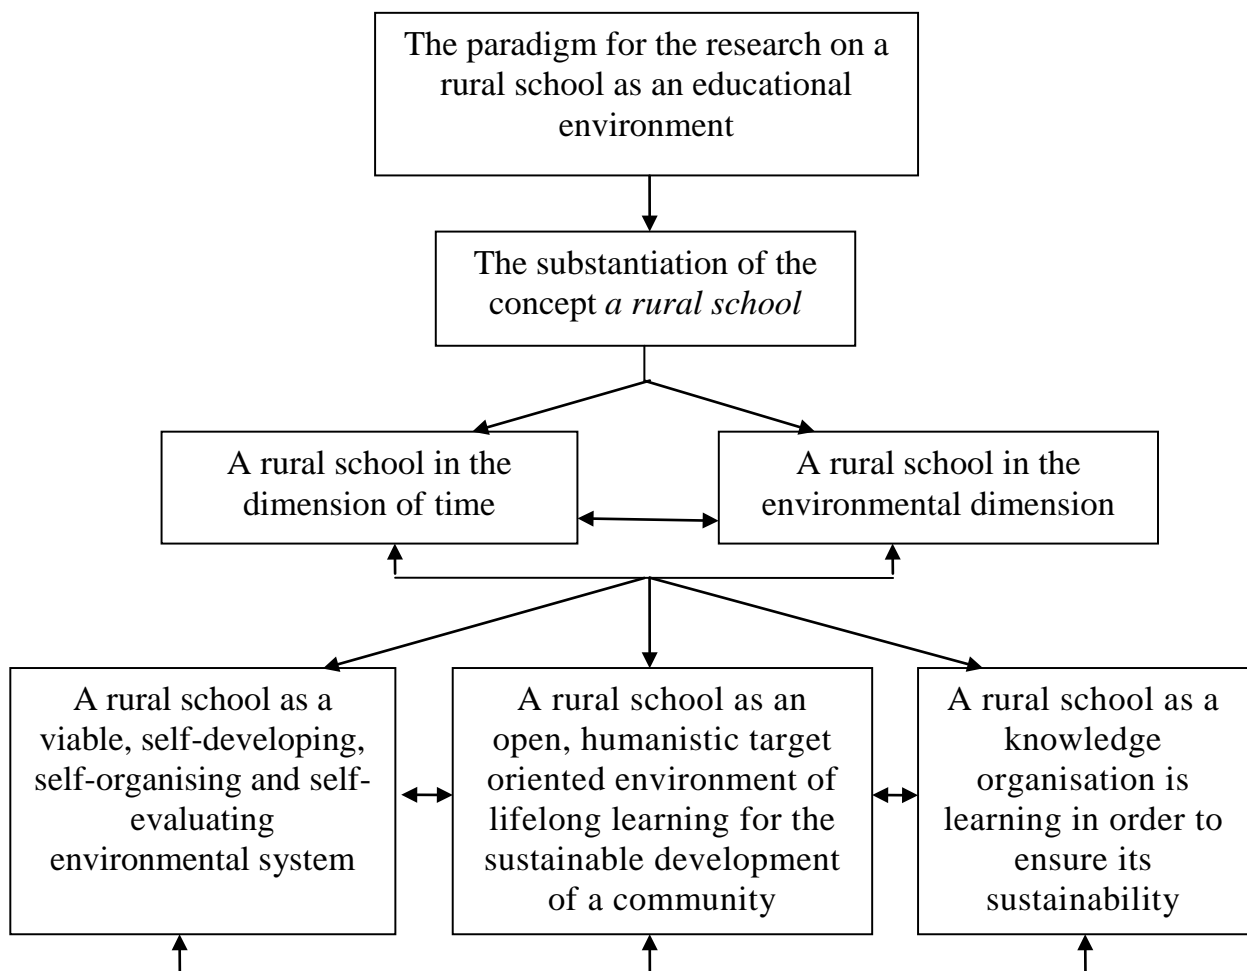 The paradigm for the research on a
rural school as an educational
environment
The substantiation of the
concept a rural school
A rural school in the
dimension of time
A rural school in the
environmental dimension
A rural school as a
viable, self-developing,
self-organising and self-
evaluating
environmental system
A rural school as an
open, humanistic target
oriented environment of
lifelong learning for the
sustainable development
of a community
A rural school as a
knowledge
organisation is
learning in order to
ensure its
sustainability